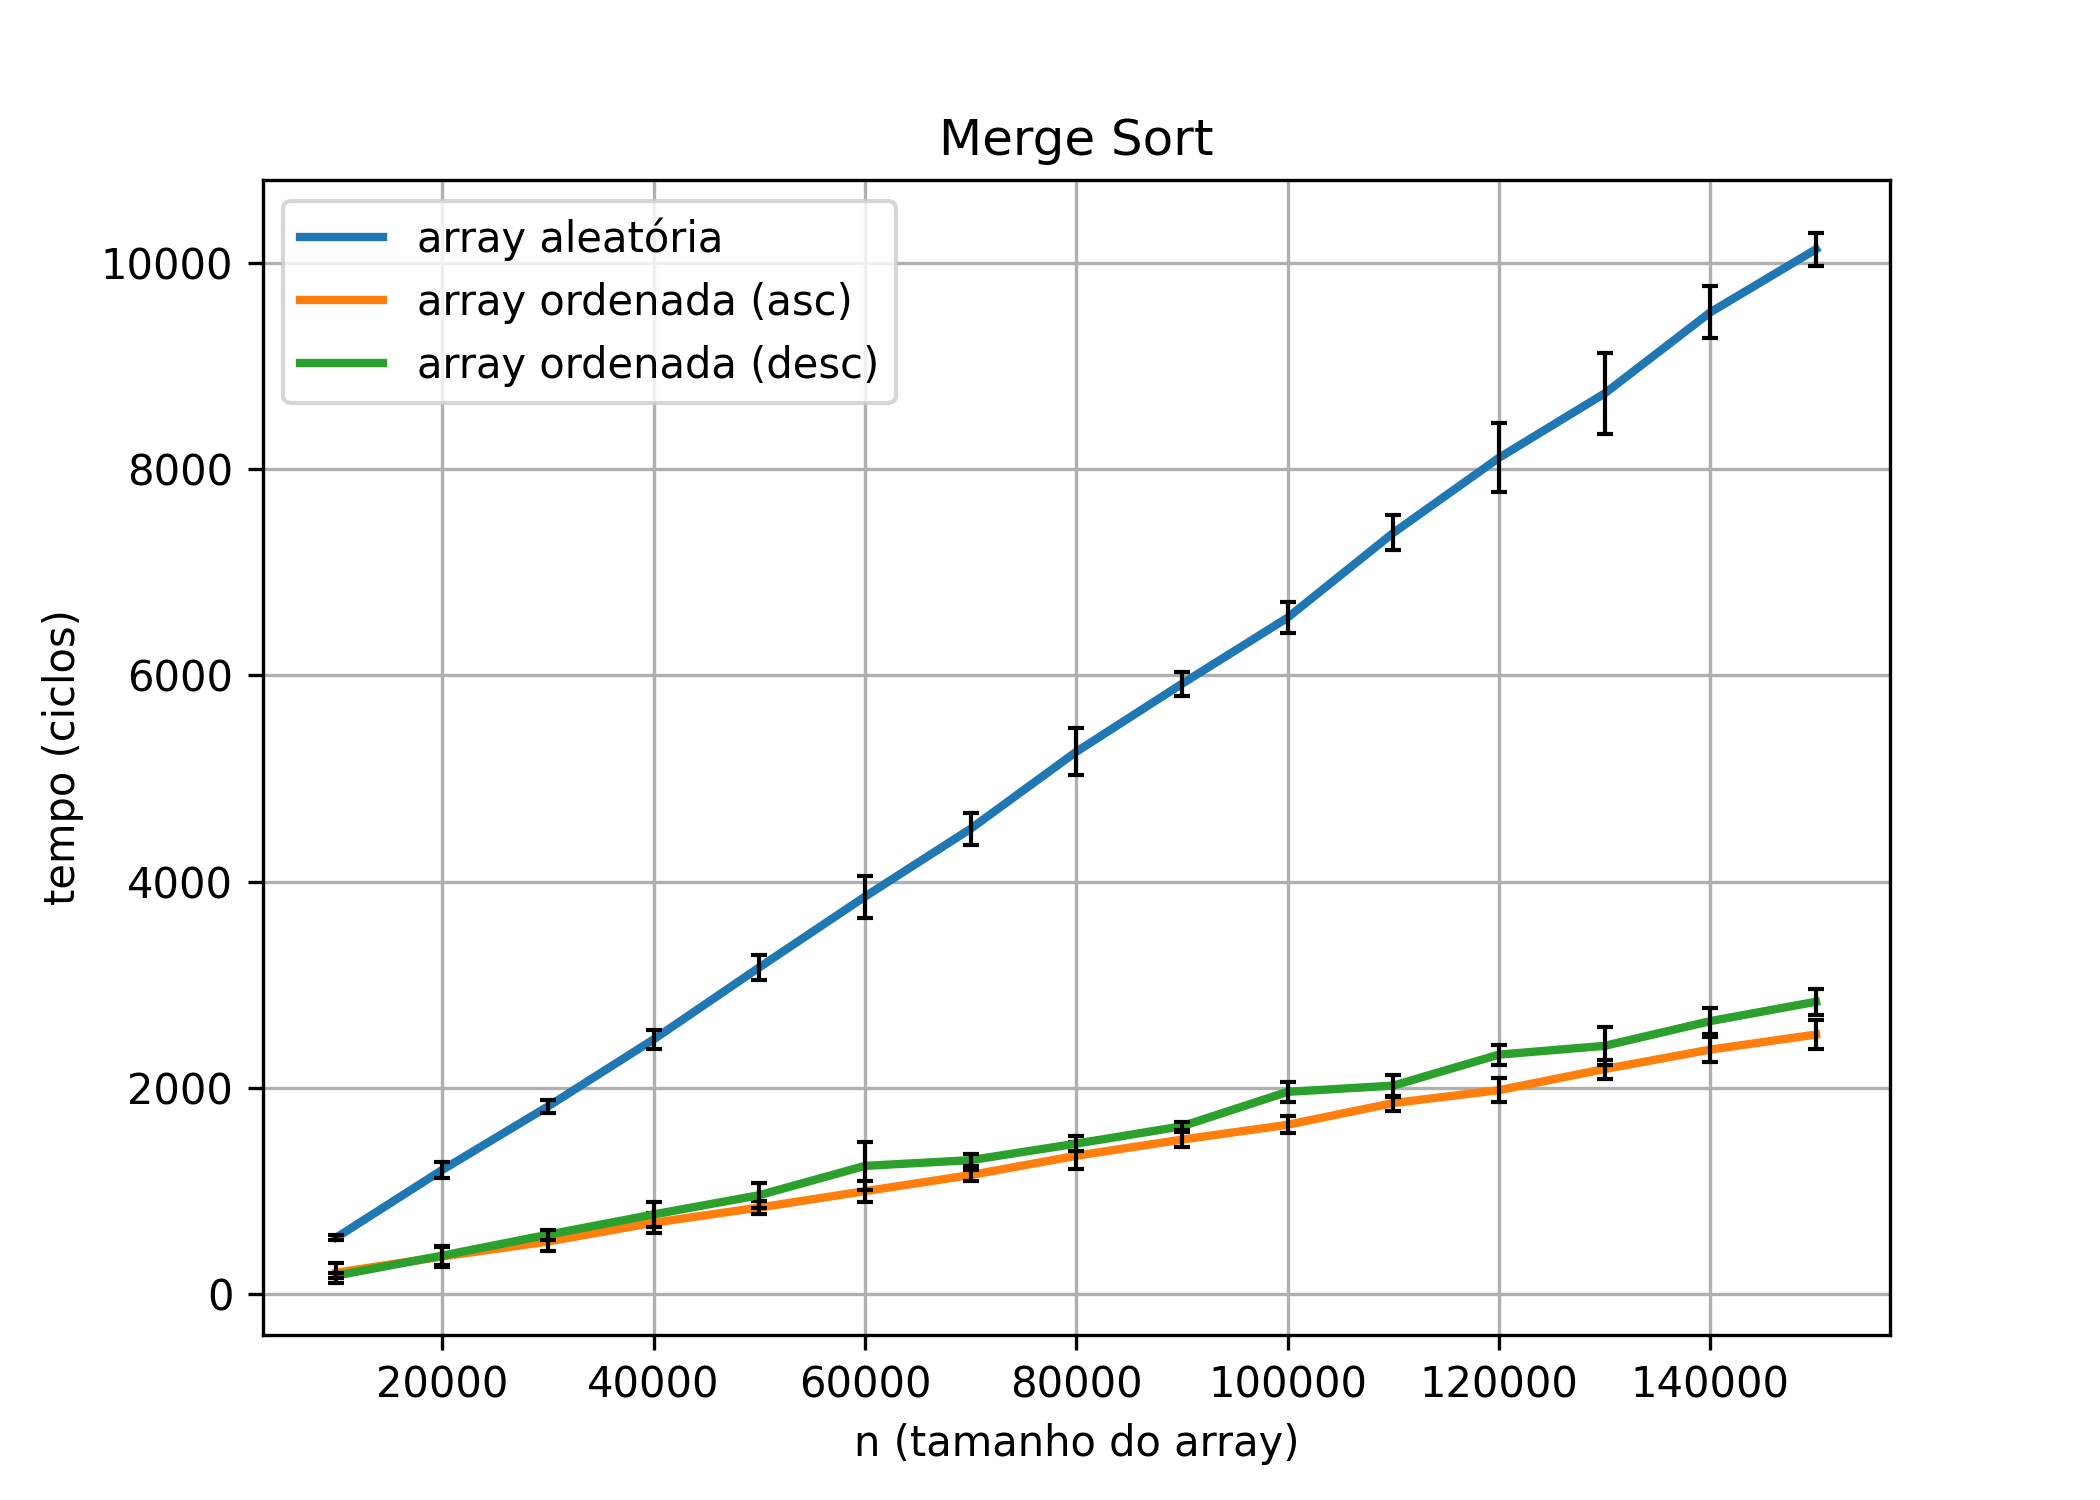 Merge Sort
array aleatória
array ordenada (asc)
array ordenada (desc)
10000
8000
6000
4000
2000
0
tempo (ciclos)
20000 40000 60000 80000 100000 120000 140000
n (tamanho do array)